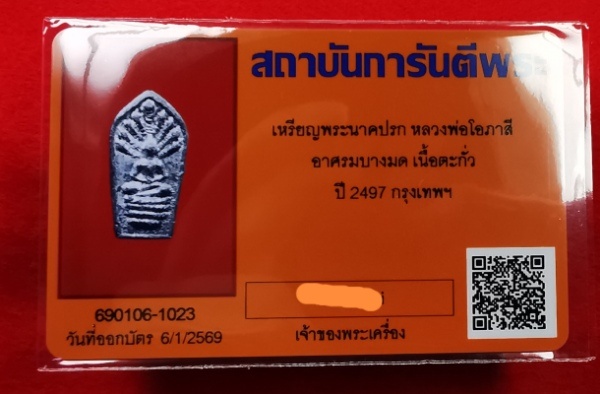 สถาบันการันตีพระ
เหรียญพระนาคปรก หลวงพ่อโอภาสี
อาศรมบางมด เนื้อตะกั่ว
ปี 2497 กรุงเทพฯ
690106-1023
วันที่ออกบัตร 6/1/2569
เจ้าของพระเครื่อง